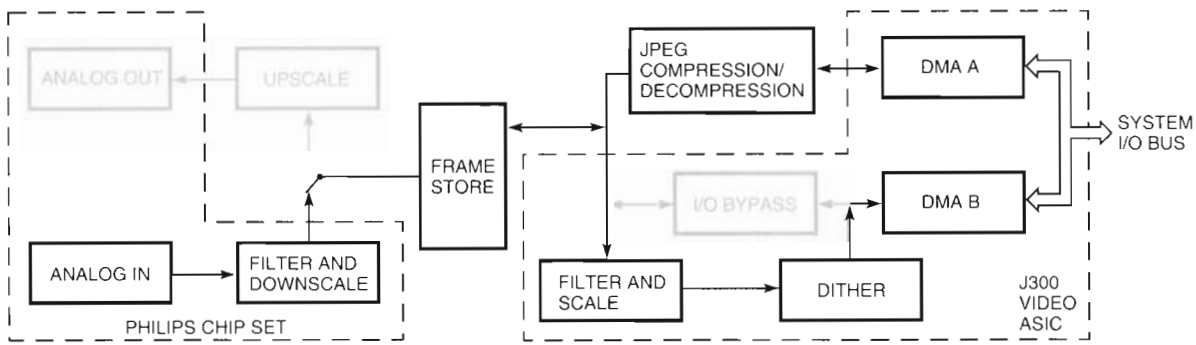 ANALOG OUT
UPSCALE
JPEG
COMPRESSION/
DECOMPRESSION
DMA A
SYSTEM
I/O BUS
FRAME
STORE
I/O BYPASS
DMA B
ANALOG IN
FILTER AND
DOWNSCALE
FILTER AND
SCALE
DITHER
J300
VIDEO
ASIC
PHILIPS CHIP SET